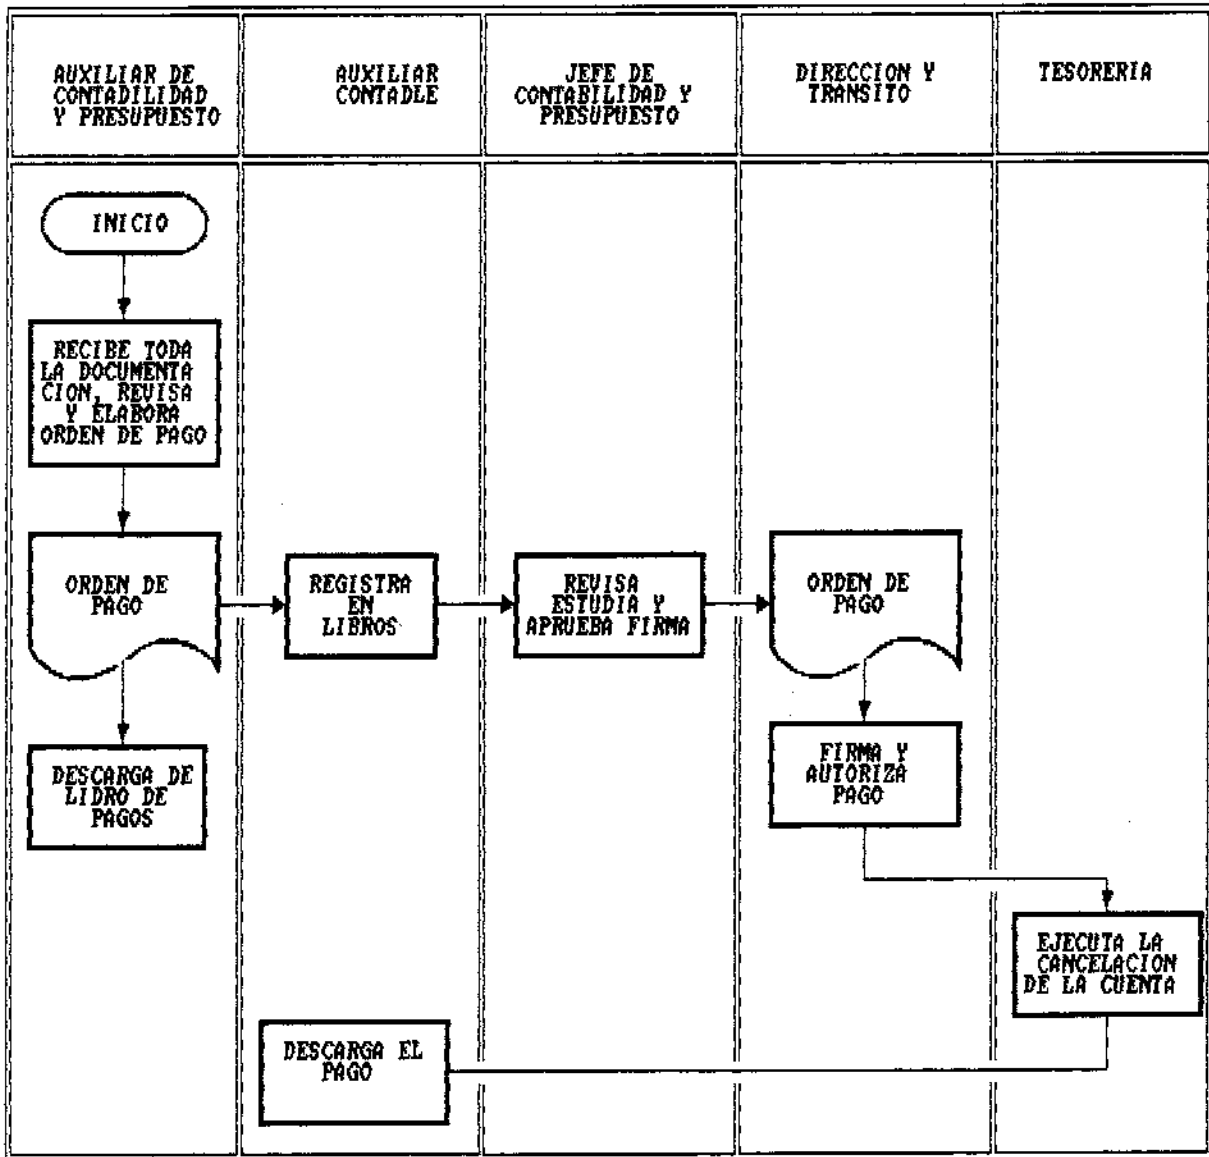 AUXILIAR DE
CONTADILIDAD
Y PRESUPUESTO
AUXILIAR
CONTADLE
JEFE DE
CONTABILIDAD Y
PRESUPUESTO
DIRECCION Y
TRANSITO
TESORERIA
INICIO
RECIBE TODA
LA DOCUMENTA
CION, REVISA
Y ELABORA
ORDEN DE PAGO
ORDEN DE
PAGO
REGISTRA
EN
LIBROS
REVISA
ESTUDIA Y
APRUEBA FIRMA
ORDEN DE
PAGO
DESCARGA DE
LIDRO DE
PAGOS
FIRMA Y
AUTORIZA
PAGO
EJECUTA LA
CANCELACION
DE LA CUENTA
DESCARGA EL
PAGO